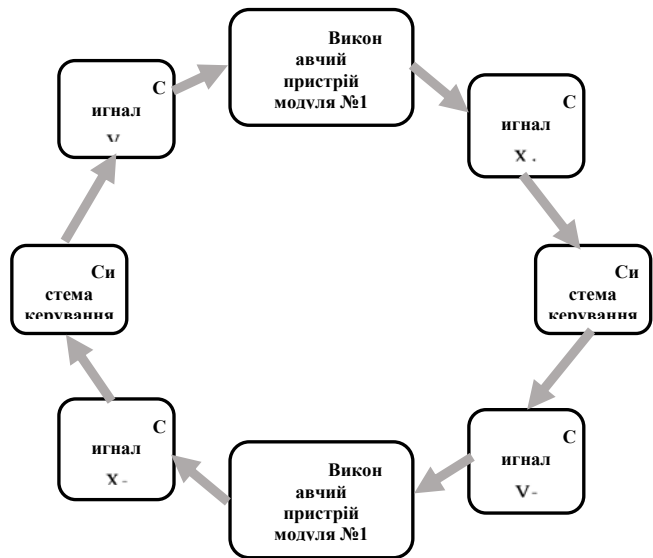 Викон
авчий
пристрій
модуля №1
С
игнал
X
Си
стема
керування
С
игнал
Викон
авчий
пристрій
модуля №1
С
игнал
X
Си
стема
керування
С
игнал